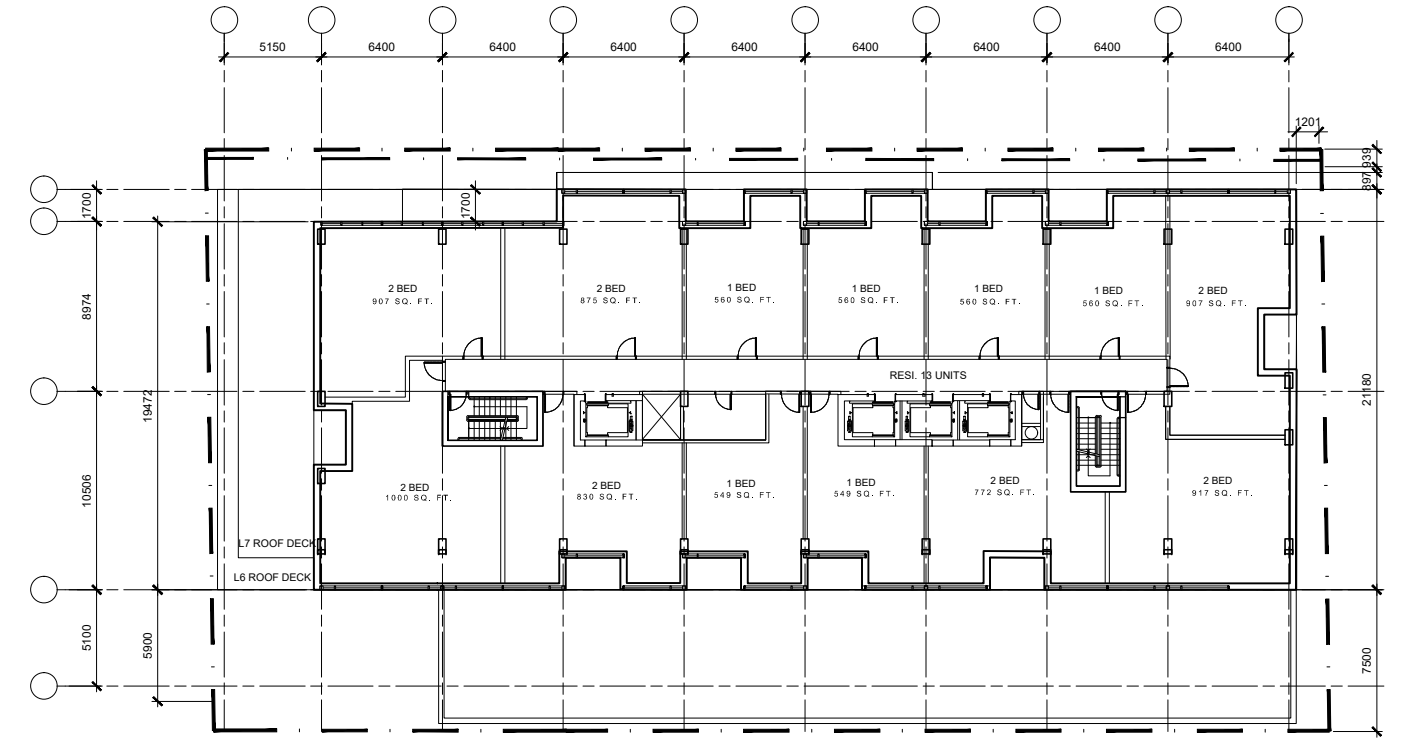 5150
6400
6400
6400
6400
6400
6400
6400
6400
1201
939
897
1700
1700
8974
19472
10506
5100
5900
21180
7500
2 BED
907 SQ. FT.
2 BED
875 SQ. FT.
1 BED
560 SQ. FT.
1 BED
560 SQ. FT.
1 BED
560 SQ. FT.
1 BED
560 SQ. FT.
2 BED
907 SQ. FT.
RESI. 13 UNITS
2 BED
1000 SQ. FT.
2 BED
830 SQ. FT.
1 BED
549 SQ. FT.
1 BED
549 SQ. FT.
2 BED
772 SQ. FT.
2 BED
917 SQ. FT.
L7 ROOF DECK
L6 ROOF DECK